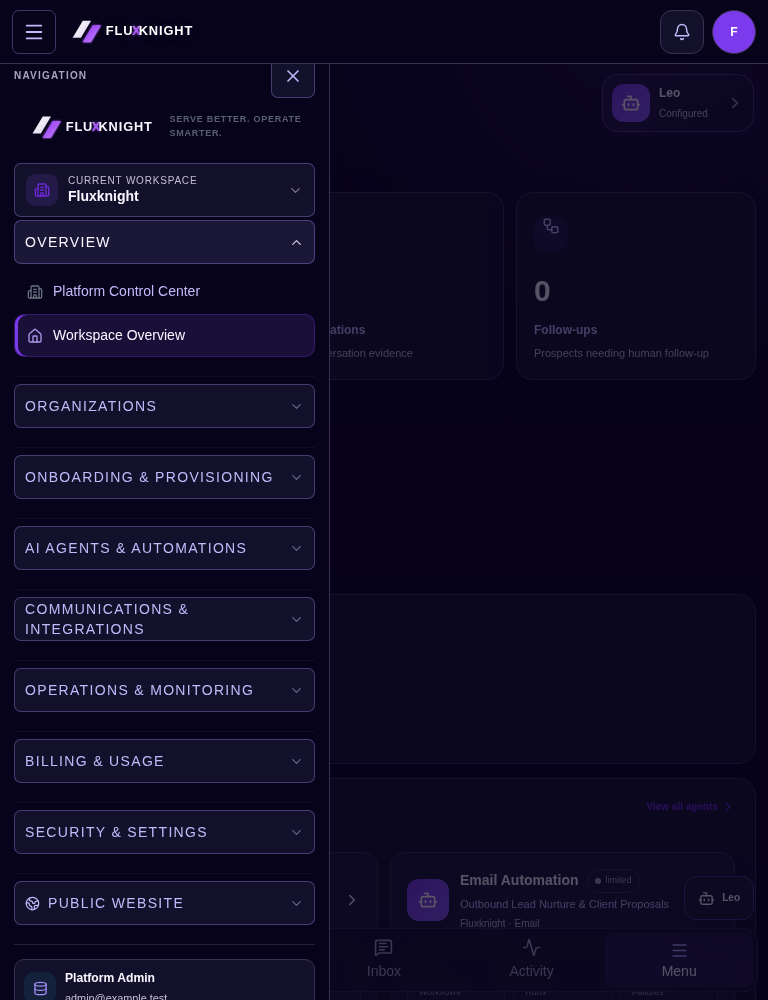 FLUXKNIGHT
F
NAVIGATION
FLUXKNIGHT
SERVE BETTER. OPERATE
SMARTER.
CURRENT WORKSPACE
Fluxknight
OVERVIEW
Platform Control Center
Workspace Overview
ORGANIZATIONS
ONBOARDING & PROVISIONING
AI AGENTS & AUTOMATIONS
COMMUNICATIONS &
INTEGRATIONS
OPERATIONS & MONITORING
BILLING & USAGE
SECURITY & SETTINGS
PUBLIC WEBSITE
Platform Admin
admin@example.test
Leo
Configured
0
Follow-ups
Prospects needing human follow-up
View all agents
Email Automation
limited
Outbound Lead Nurture & Client Proposals
Fluxknight · Email
Leo
Inbox
Activity
Menu